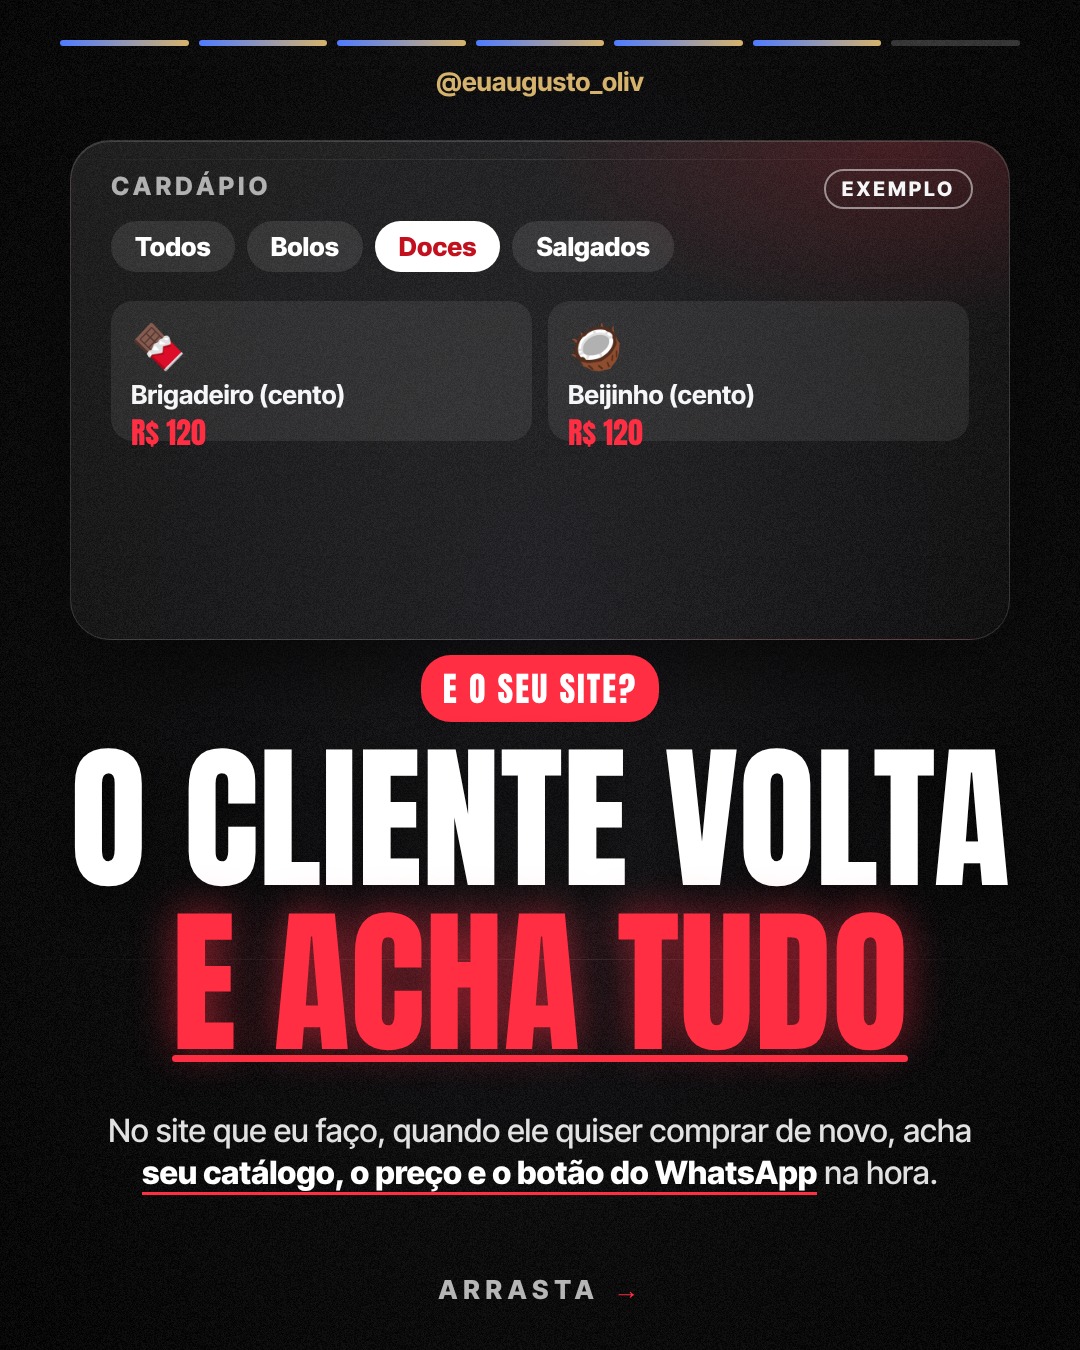 @euaugusto_oliv
CARDÁPIO
EXEMPLO
Todos Bolos Doces Salgados
Brigadeiro (cento)
R$ 120
Beijinho (cento)
R$ 120
E O SEU SITE?
O CLIENTE VOLTA
E ACHA TUDO
No site que eu faço, quando ele quiser comprar de novo, acha
seu catálogo, o preço e o botão do WhatsApp na hora.
ARRASTA →